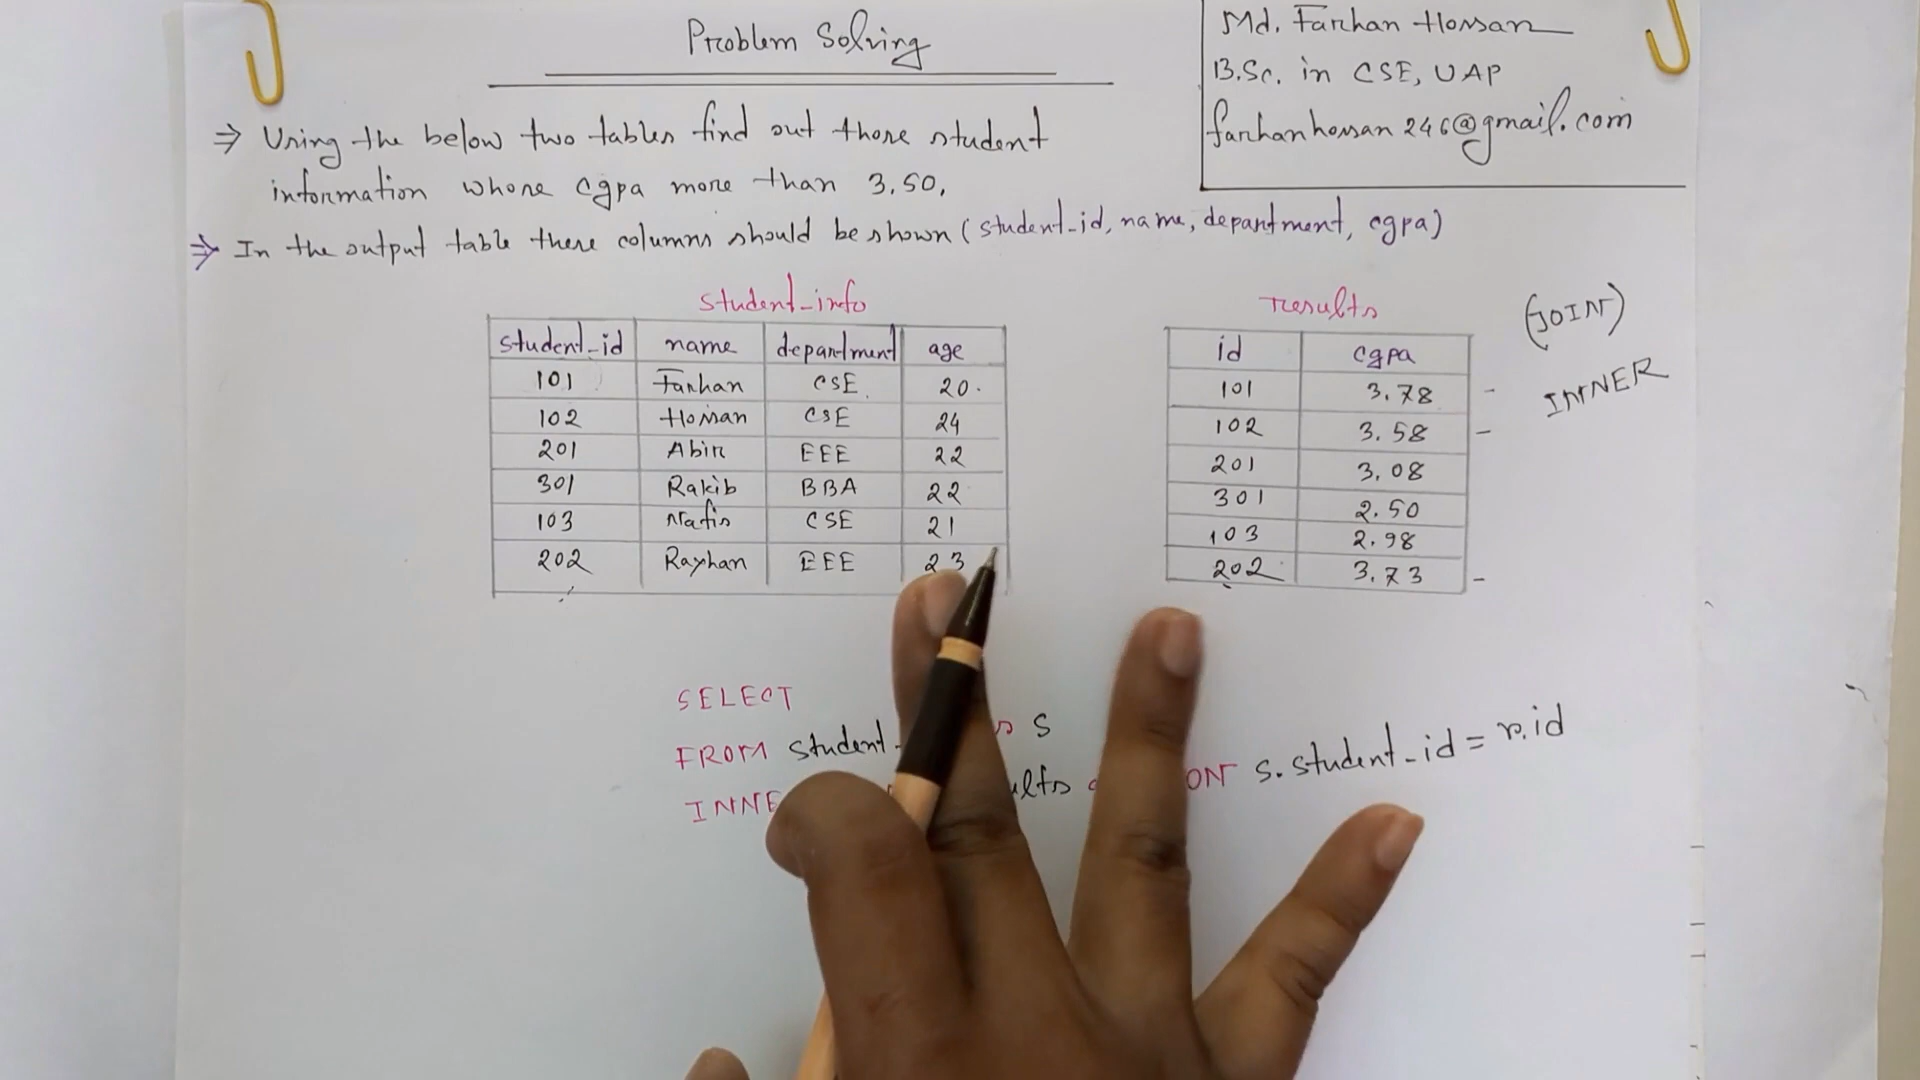 Problem Solving
Md. Farhan Hossan
B.Sc. in CSE, UAP
farhanhossan246@gmail.com
⇒ Using the below two tables find out those student
information whose cgpa more than 3.50.
⇒ In the output table these columns should be shown (student_id, name, department, cgpa)
student_info
student_id name department age
101 Farhan CSE 20
102 Hossan CSE 24
201 Abir EEE 22
301 Rakib BBA 22
103 Nafis CSE 21
202 Rayhan EEE 23
results
id cgpa
101 3.78
102 3.58
201 3.08
301 2.50
103 2.98
202 3.73
(JOIN)
INNER
SELECT
FROM student_ S
ON s.student_id = r.id